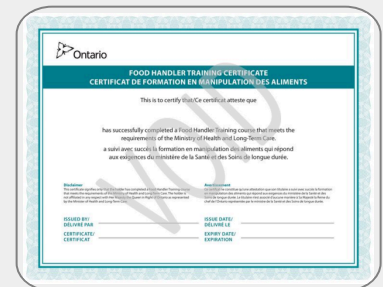 Ontario
FOOD HANDLER TRAINING CERTIFICATE
CERTIFICAT DE FORMATION EN MANIPULATION DES ALIMENTS
This is to certify that/Ce certificat atteste que
has successfully completed a Food Handler Training course that meets the
requirements of the Ministry of Health and Long-Term Care.
a suivi avec succès la formation en manipulation des aliments qui répond
aux exigences du ministère de la Santé et des Soins de longue durée.
VOID
Disclaimer
Avertissement
ISSUED BY/
DÉLIVRÉ PAR
ISSUE DATE/
DÉLIVRÉ LE
CERTIFICATE/
CERTIFICAT
EXPIRY DATE/
EXPIRATION